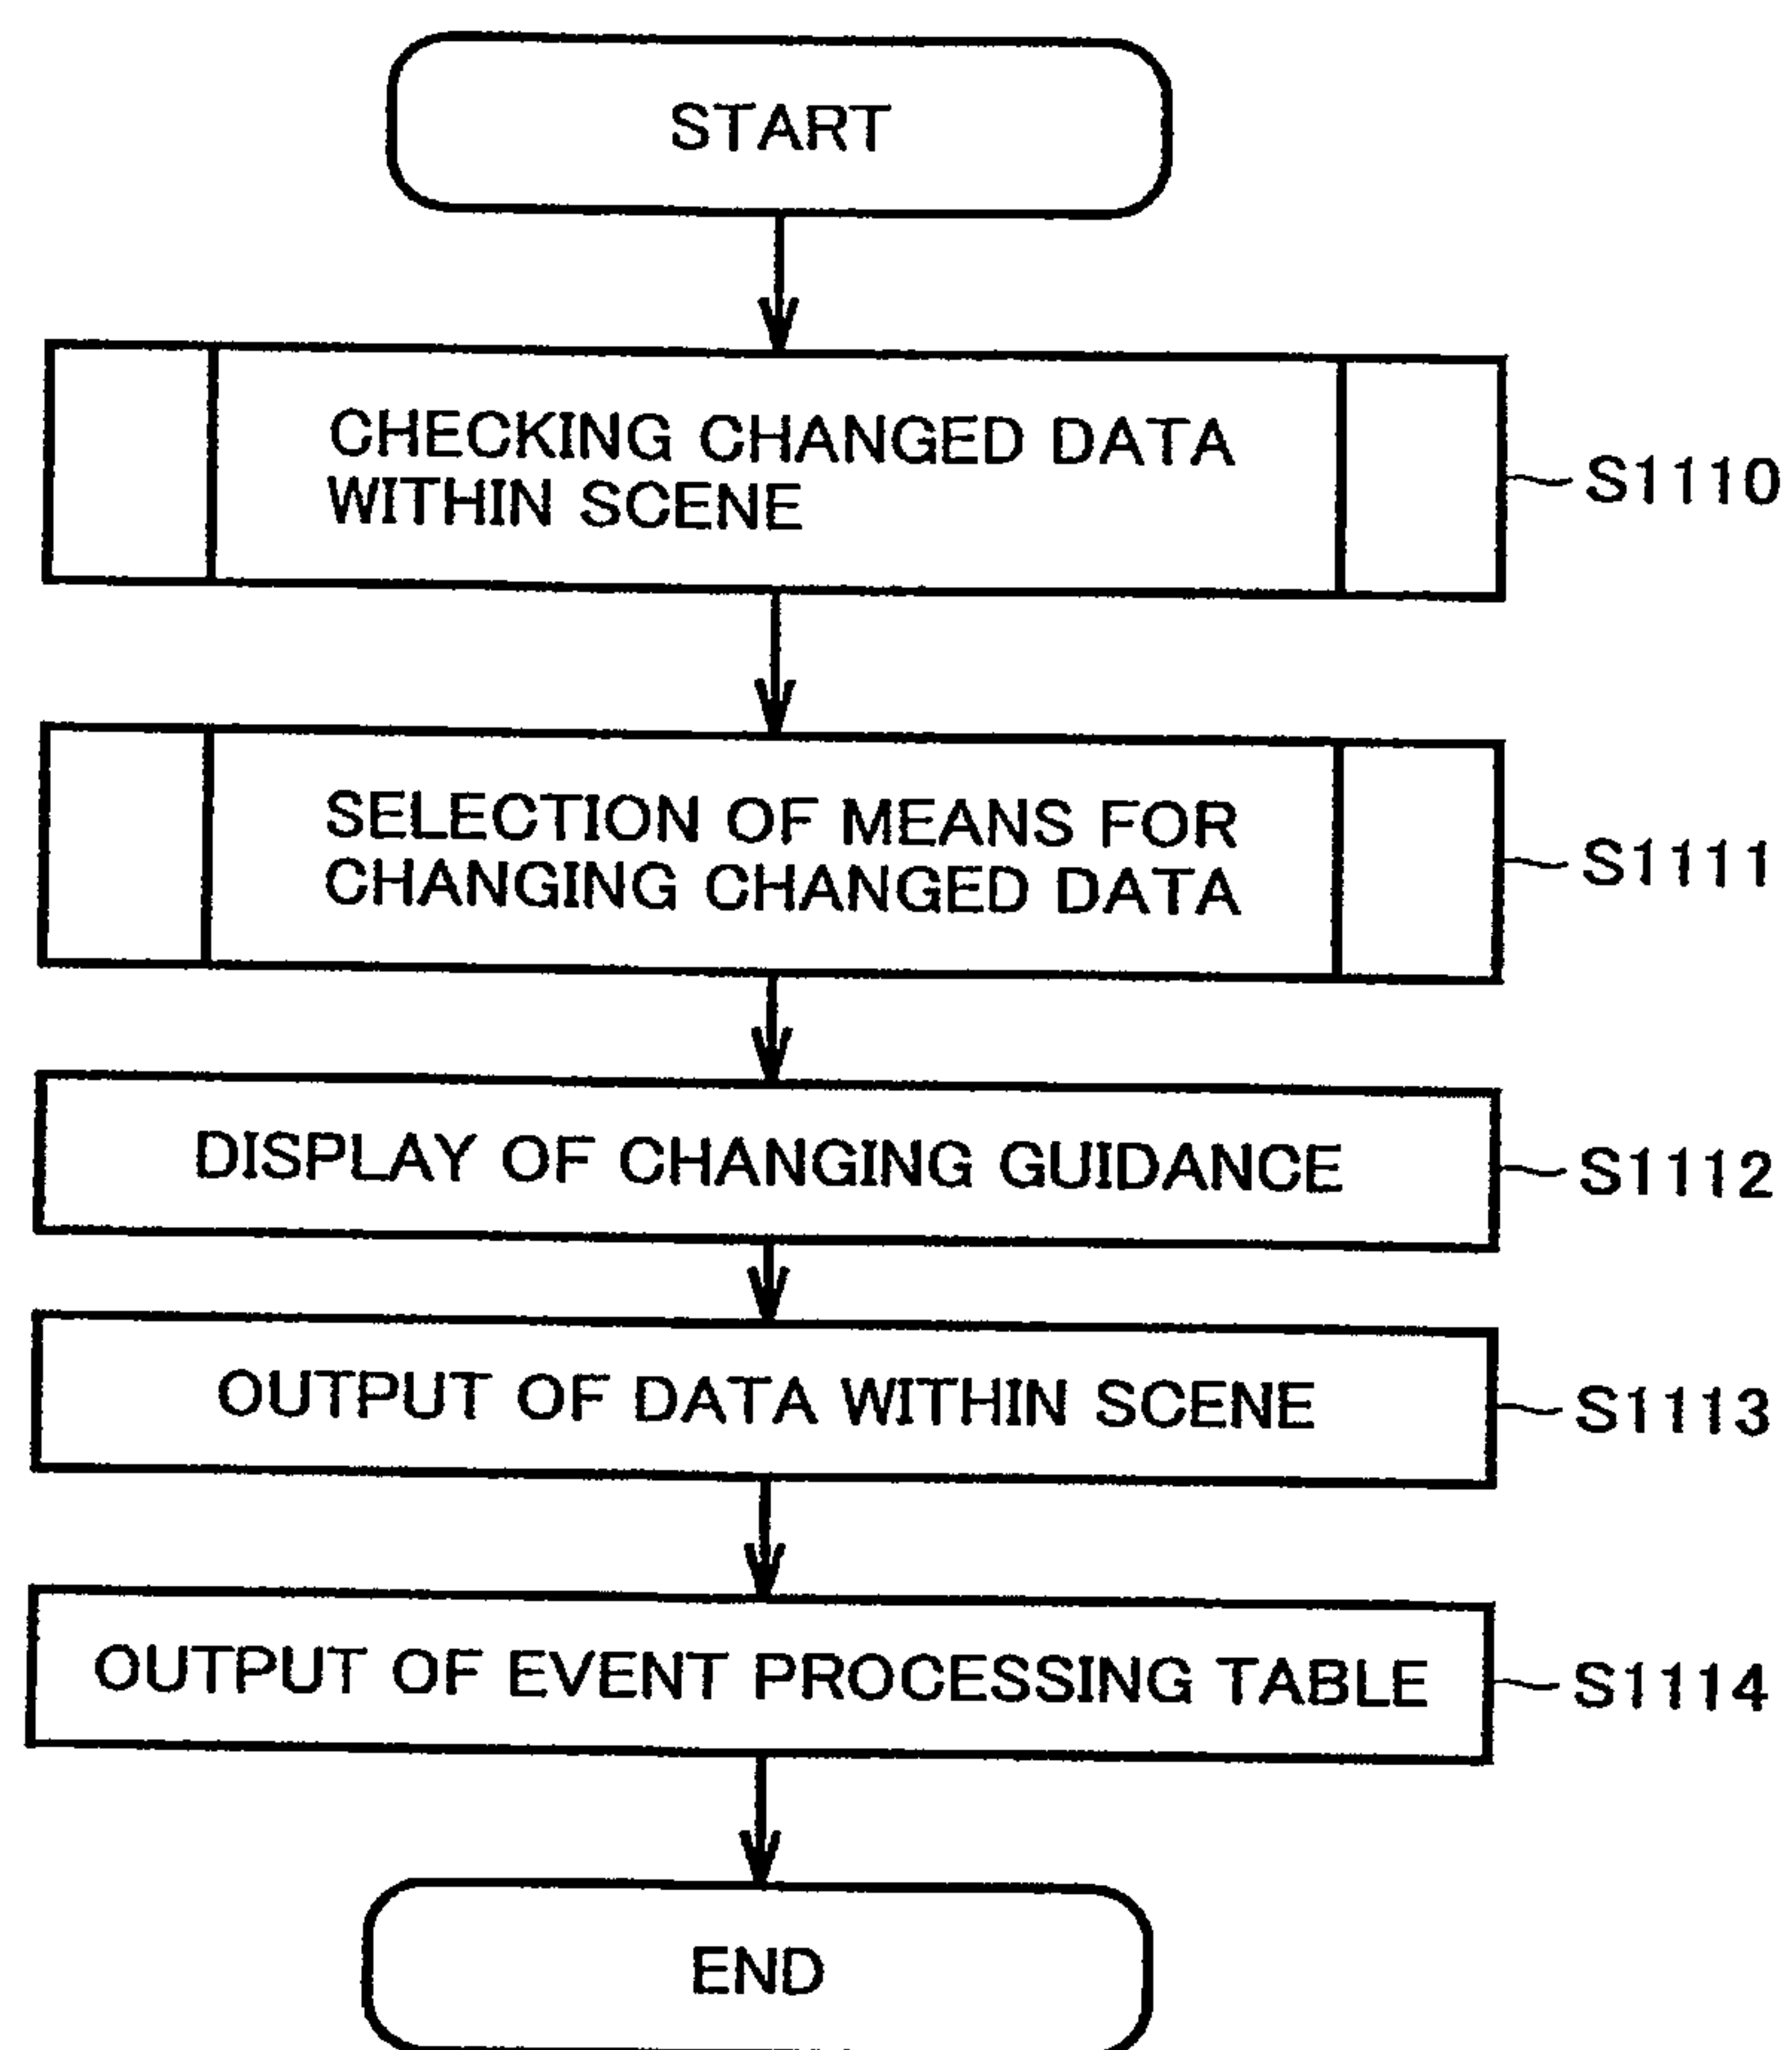 START
CHECKING CHANGED DATA
WITHIN SCENE
S1110
SELECTION OF MEANS FOR
CHANGING CHANGED DATA
S1111
DISPLAY OF CHANGING GUIDANCE
S1112
OUTPUT OF DATA WITHIN SCENE
S1113
OUTPUT OF EVENT PROCESSING TABLE
S1114
END